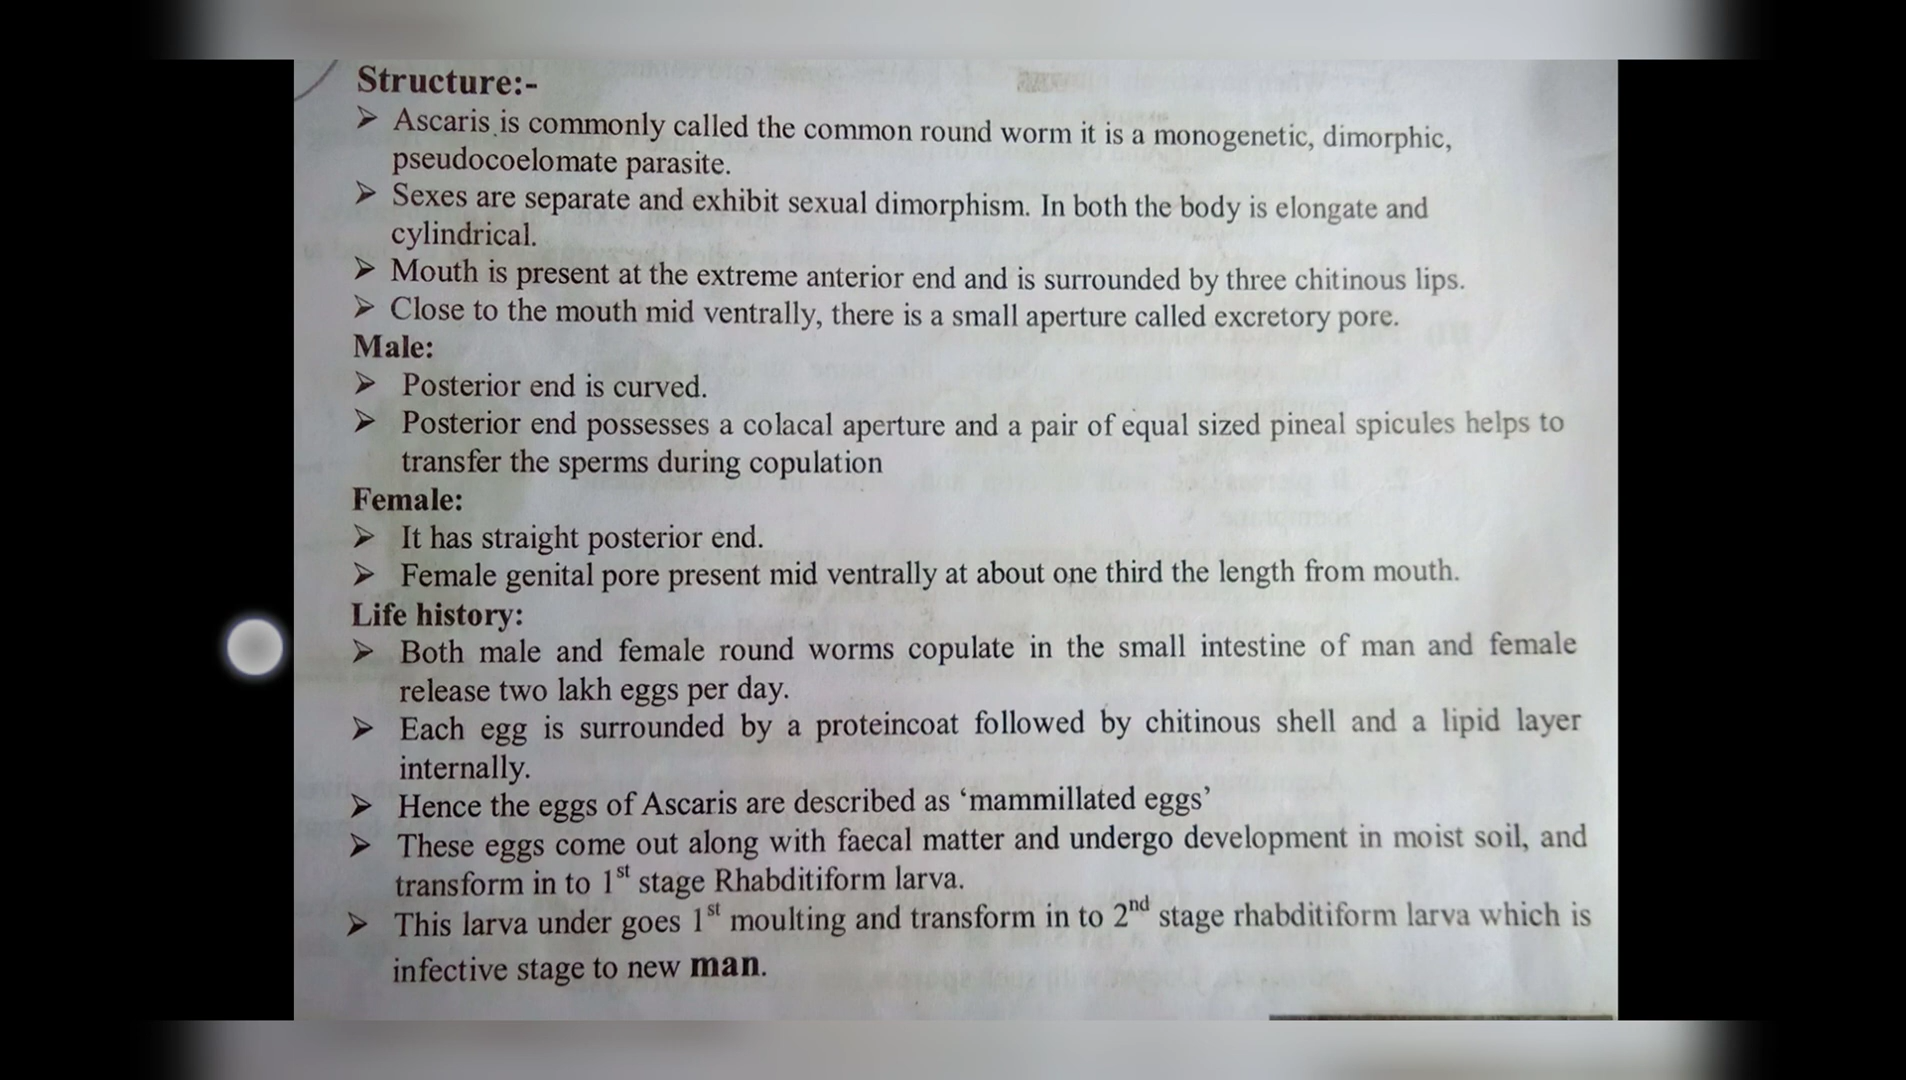 Structure:-
➢ Ascaris is commonly called the common round worm it is a monogenetic, dimorphic,
pseudocoelomate parasite.
➢ Sexes are separate and exhibit sexual dimorphism. In both the body is elongate and
cylindrical.
➢ Mouth is present at the extreme anterior end and is surrounded by three chitinous lips.
➢ Close to the mouth mid ventrally, there is a small aperture called excretory pore.
Male:
➢ Posterior end is curved.
➢ Posterior end possesses a colacal aperture and a pair of equal sized pineal spicules helps to
transfer the sperms during copulation
Female:
➢ It has straight posterior end.
➢ Female genital pore present mid ventrally at about one third the length from mouth.
Life history:
➢ Both male and female round worms copulate in the small intestine of man and female
release two lakh eggs per day.
➢ Each egg is surrounded by a proteincoat followed by chitinous shell and a lipid layer
internally.
➢ Hence the eggs of Ascaris are described as ‘mammillated eggs’
➢ These eggs come out along with faecal matter and undergo development in moist soil, and
transform in to 1st stage Rhabditiform larva.
➢ This larva under goes 1st moulting and transform in to 2nd stage rhabditiform larva which is
infective stage to new man.